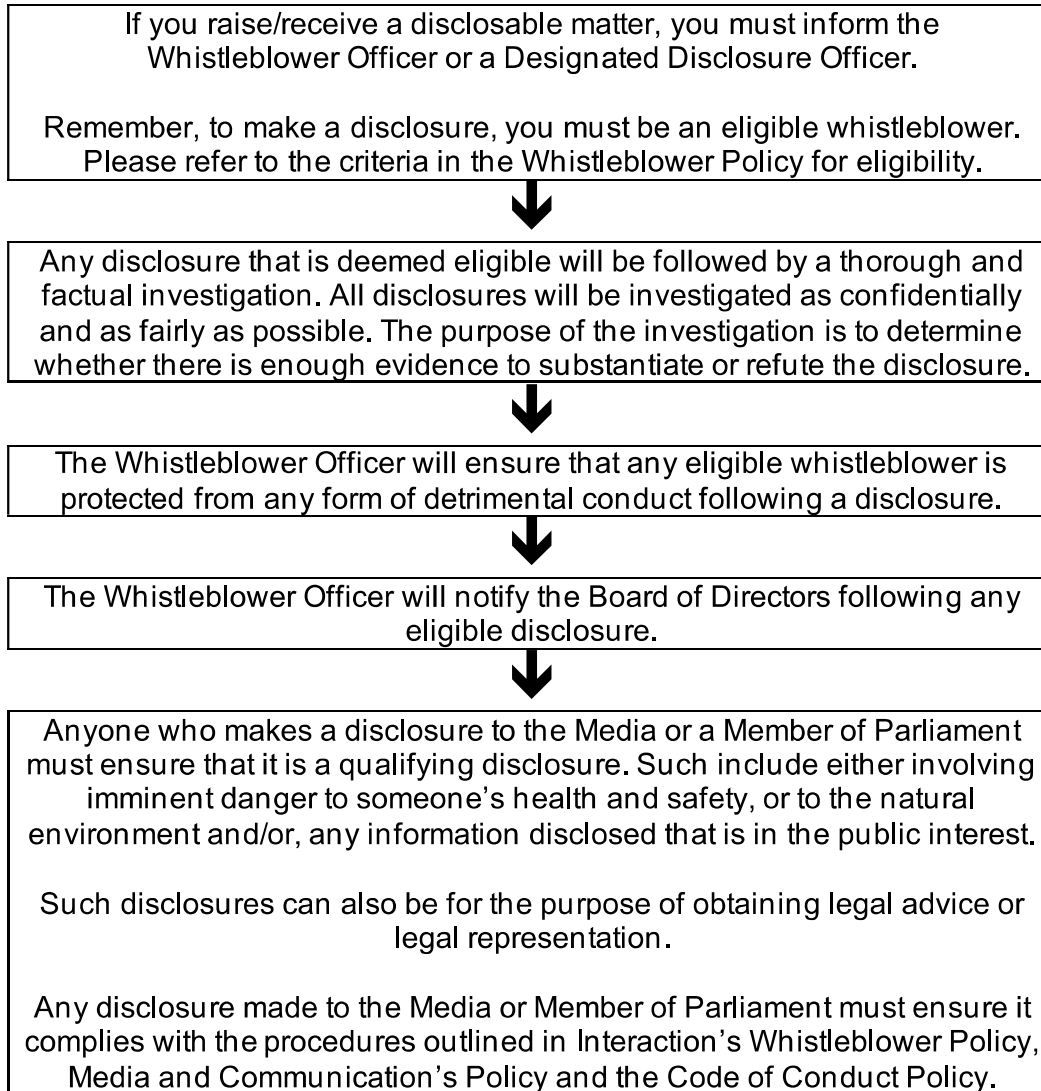 If you raise/receive a disclosable matter, you must inform the
Whistleblower Officer or a Designated Disclosure Officer.
Remember, to make a disclosure, you must be an eligible whistleblower.
Please refer to the criteria in the Whistleblower Policy for eligibility.
Any disclosure that is deemed eligible will be followed by a thorough and
factual investigation. All disclosures will be investigated as confidentially
and as fairly as possible. The purpose of the investigation is to determine
whether there is enough evidence to substantiate or refute the disclosure.
The Whistleblower Officer will ensure that any eligible whistleblower is
protected from any form of detrimental conduct following a disclosure.
The Whistleblower Officer will notify the Board of Directors following any
eligible disclosure.
Anyone who makes a disclosure to the Media or a Member of Parliament
must ensure that it is a qualifying disclosure. Such include either involving
imminent danger to someone's health and safety, or to the natural
environment and/or, any information disclosed that is in the public interest.
Such disclosures can also be for the purpose of obtaining legal advice or
legal representation.
Any disclosure made to the Media or Member of Parliament must ensure it
complies with the procedures outlined in Interaction's Whistleblower Policy,
Media and Communication's Policy and the Code of Conduct Policy.